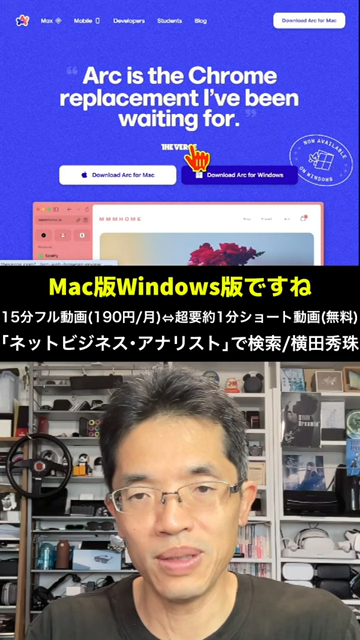 Max
Mobile
Developers
Students
Blog
Download Arc for Mac
“Arc is the Chrome
replacement I’ve been
waiting for.”
THE VERGE
NOW AVAILABLE
ON WINDOWS
Download Arc for Mac
Download Arc for Windows
Mac版Windows版ですね
15分フル動画(190円/月)⇔超要約1分ショート動画(無料)
「ネットビジネス・アナリスト」で検索/横田秀珠